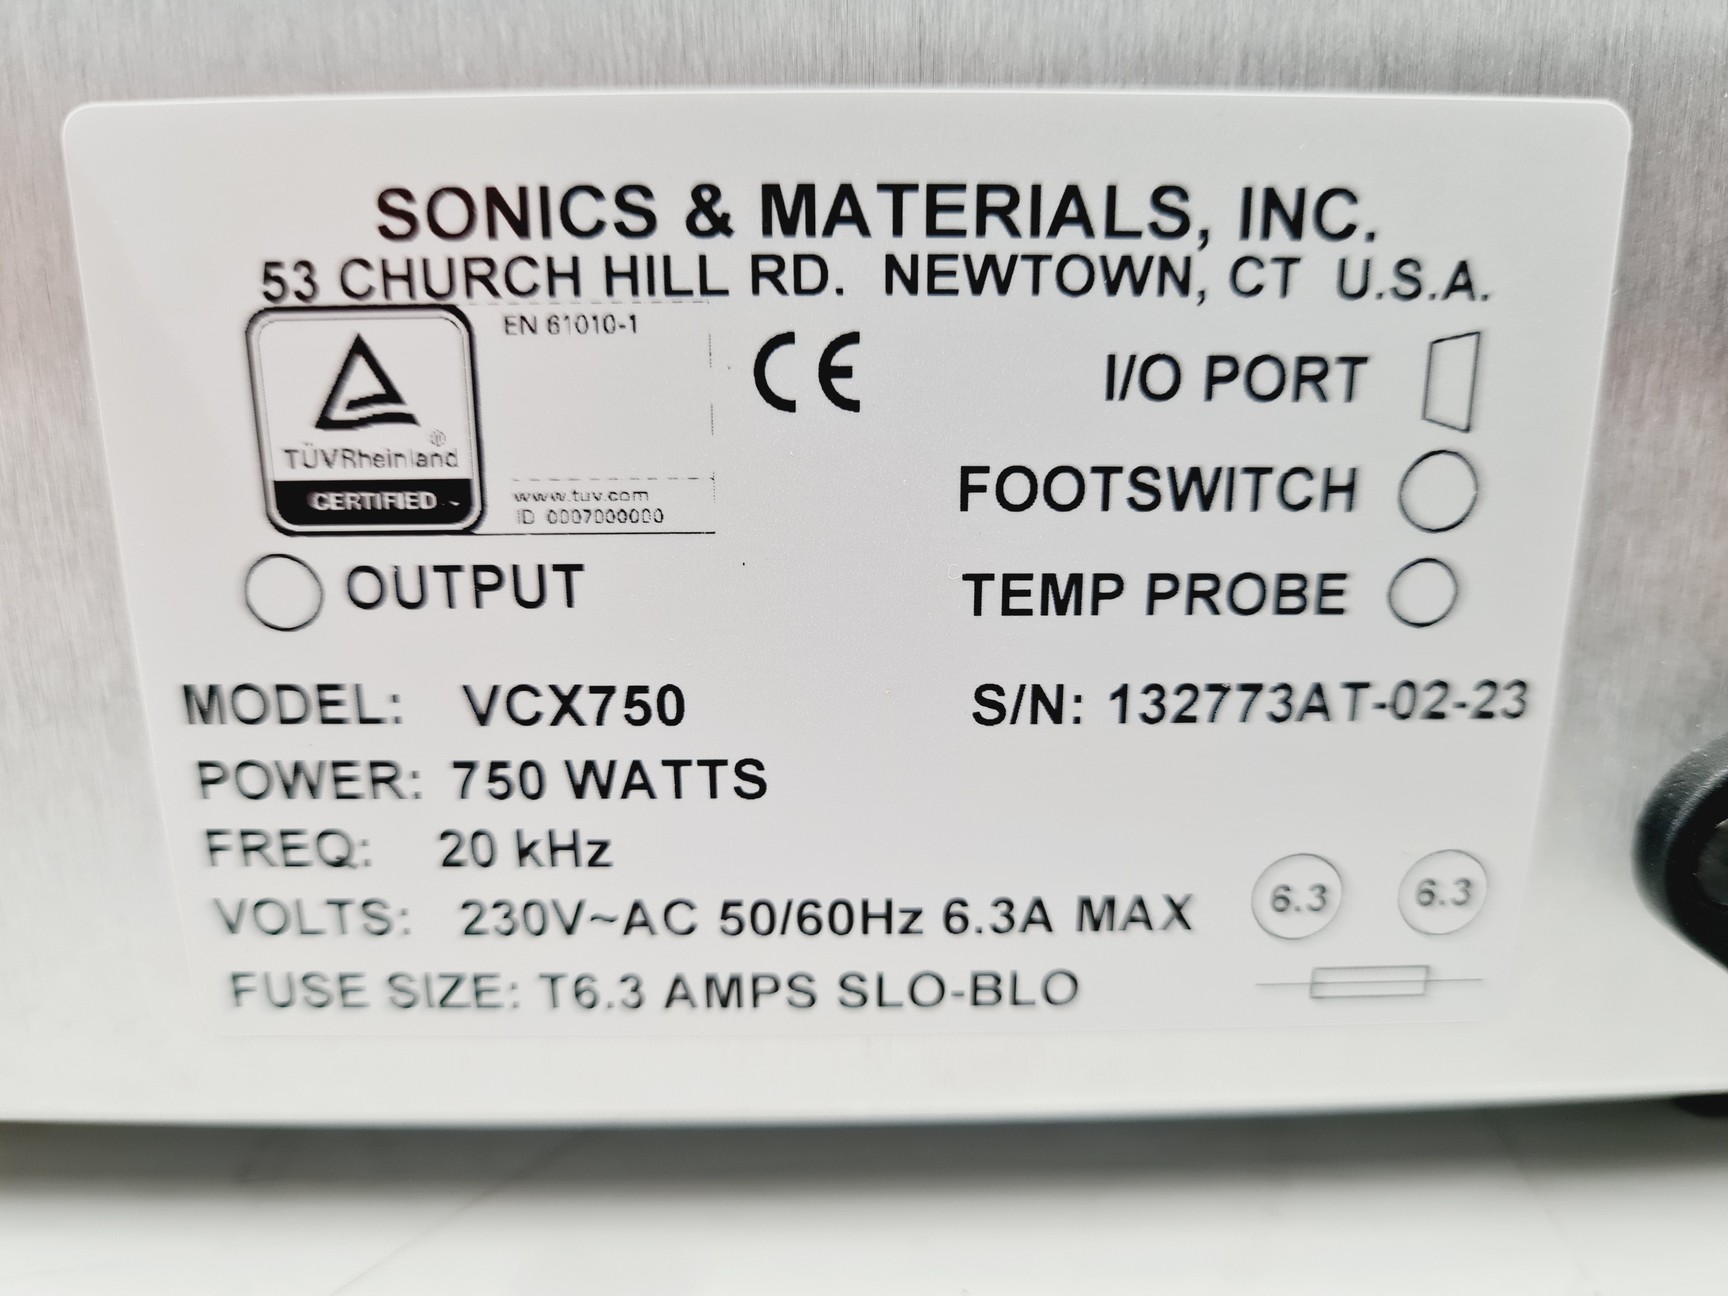 SONICS & MATERIALS, INC.
53 CHURCH HILL RD. NEWTOWN, CT U.S.A.
EN 61010-1
TÜVRheinland ®
CERTIFIED
www.tuv.com
ID 0007000000
CE
I/O PORT
FOOTSWITCH
OUTPUT
TEMP PROBE
MODEL: VCX750
S/N: 132773AT-02-23
POWER: 750 WATTS
FREQ: 20 kHz
VOLTS: 230V~AC 50/60Hz 6.3A MAX
6.3 6.3
FUSE SIZE: T6.3 AMPS SLO-BLO